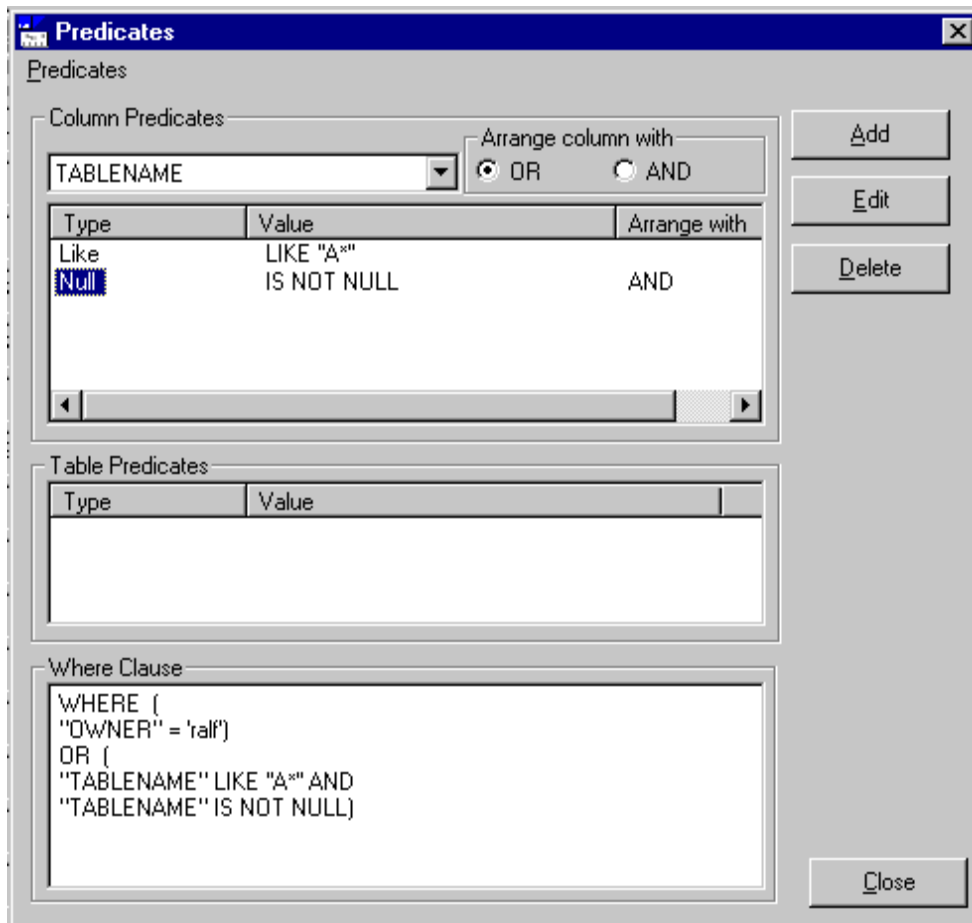 Predicates
Predicates
Column Predicates
Arrange column with
TABLENAME
OR AND
Add
Edit
Delete
Type Value Arrange with
Like LIKE "A*"
Null IS NOT NULL AND
Table Predicates
Type Value
Where Clause
WHERE (
"OWNER" = 'ralf')
OR (
"TABLENAME" LIKE "A*" AND
"TABLENAME" IS NOT NULL)
Close